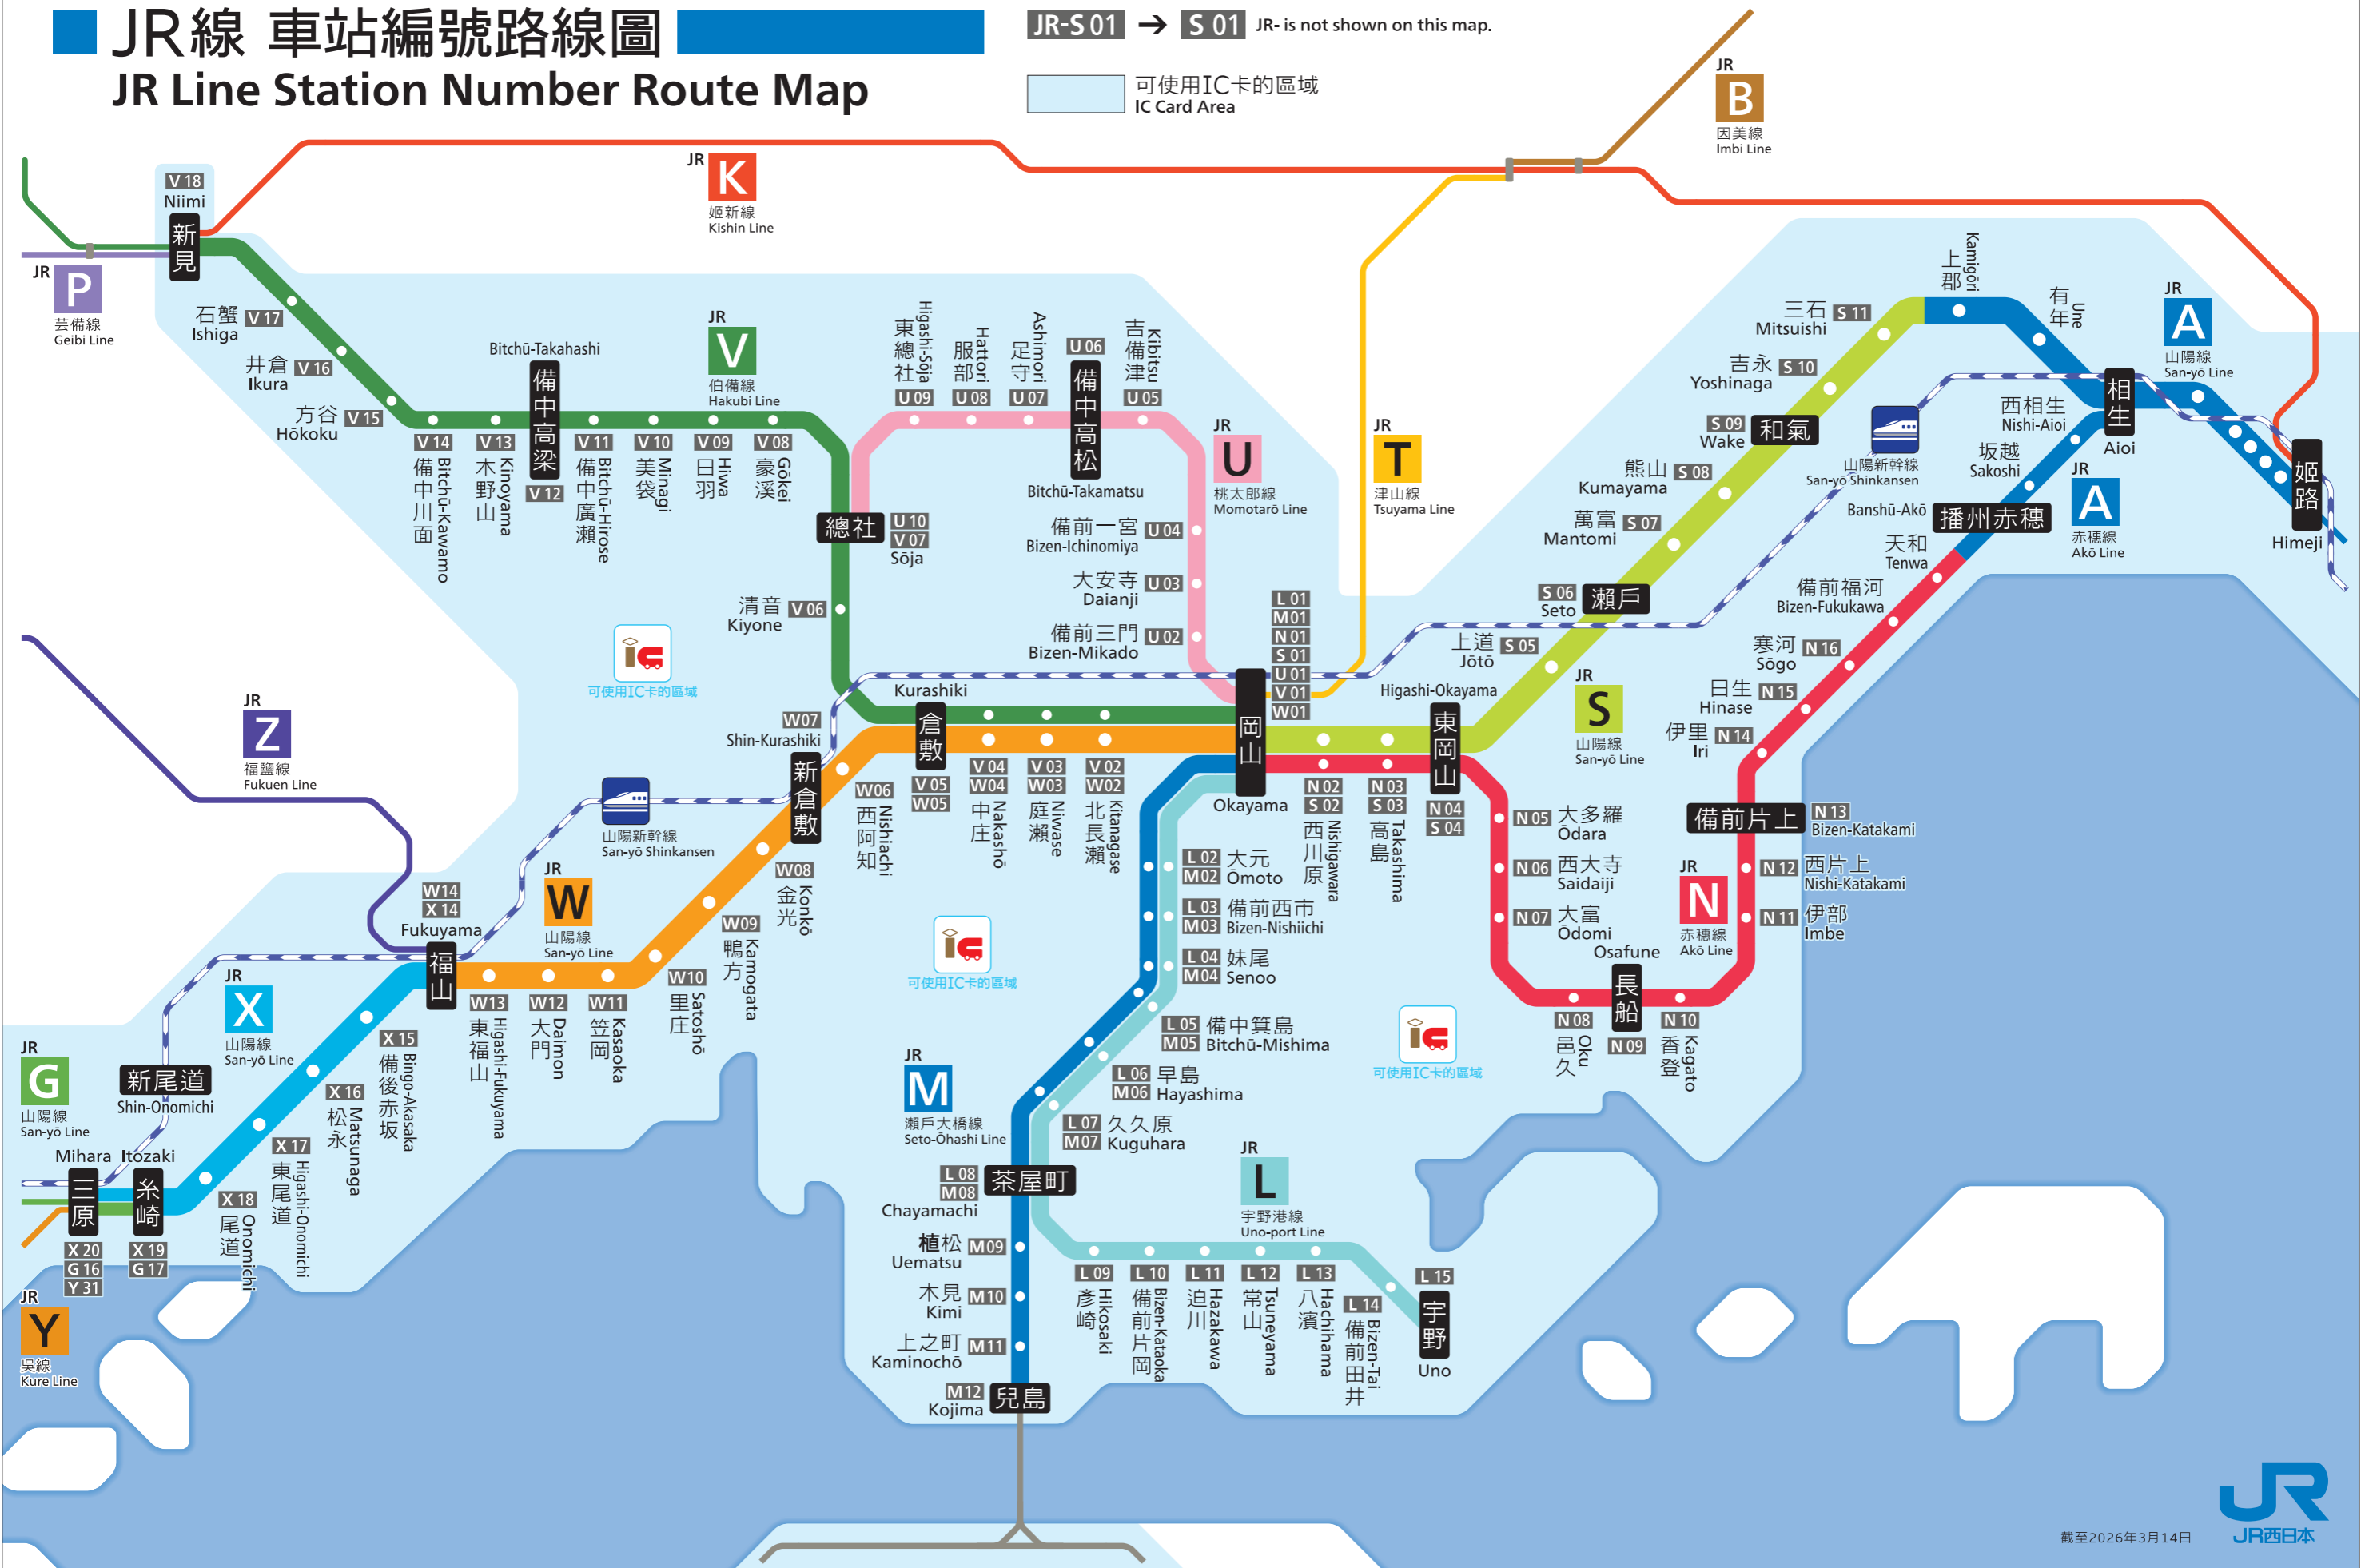 JR線 車站編號路線圖
JR Line Station Number Route Map
JR-S 01 → S 01 JR- is not shown on this map.
可使用IC卡的區域
IC Card Area
JR
B
因美線
Imbi Line
JR
K
姬新線
Kishin Line
V 18
Niimi
新見
JR
P
芸備線
Geibi Line
石蟹
Ishiga
V 17
井倉
Ikura
V 16
方谷
Hōkoku
V 15
V 14
備中川面
Bitchū-Kawamo
V 13
木野山
Kinoyama
Bitchū-Takahashi
備中高梁
V 12
V 11
備中廣瀨
Bitchū-Hirose
V 10
美袋
Minagi
V 09
日羽
Hiwa
V 08
豪溪
Gōkei
JR
V
伯備線
Hakubi Line
總社
U 10
V 07
Sōja
清音
Kiyone
V 06
Higashi-Sōja
東總社
U 09
Hattori
服部
U 08
Ashimori
足守
U 07
U 06
備中高松
Bitchū-Takamatsu
Kibitsu
吉備津
U 05
備前一宮
Bizen-Ichinomiya
U 04
大安寺
Daianji
U 03
備前三門
Bizen-Mikado
U 02
JR
U
桃太郎線
Momotarō Line
JR
T
津山線
Tsuyama Line
L 01
M01
N 01
S 01
U 01
V 01
W01
岡山
Okayama
三石
Mitsuishi
S 11
吉永
Yoshinaga
S 10
S 09
Wake
和氣
熊山
Kumayama
S 08
萬富
Mantomi
S 07
S 06
Seto
瀨戶
上道
Jōtō
S 05
JR
S
山陽線
San-yō Line
Kamigōri
上郡
有年
Une
JR
A
山陽線
San-yō Line
相生
Aioi
姬路
Himeji
西相生
Nishi-Aioi
坂越
Sakoshi
JR
A
赤穗線
Akō Line
Banshū-Akō
播州赤穗
天和
Tenwa
備前福河
Bizen-Fukukawa
寒河
Sōgo
N 16
日生
Hinase
N 15
伊里
Iri
N 14
備前片上
N 13
Bizen-Katakami
N 12
西片上
Nishi-Katakami
N 11
伊部
Imbe
JR
N
赤穗線
Akō Line
N 10
香登
Kagato
Osafune
長船
N 09
N 08
邑久
Oku
N 07
大富
Ōdomi
N 06
西大寺
Saidaiji
N 05
大多羅
Ōdara
Higashi-Okayama
東岡山
N 04
S 04
N 03
S 03
高島
Takashima
N 02
S 02
西川原
Nishigawara
山陽新幹線
San-yō Shinkansen
Kurashiki
倉敷
V 05
W05
V 04
W04
中庄
Nakashō
V 03
W03
庭瀨
Niwase
V 02
W02
北長瀨
Kitanagase
W06
西阿知
Nishiachi
W07
Shin-Kurashiki
新倉敷
W08
金光
Konkō
W09
鴨方
Kamogata
W10
里庄
Satoshō
W11
笠岡
Kasaoka
W12
大門
Daimon
W13
東福山
Higashi-Fukuyama
JR
W
山陽線
San-yō Line
山陽新幹線
San-yō Shinkansen
JR
Z
福鹽線
Fukuen Line
W14
X 14
Fukuyama
福山
JR
X
山陽線
San-yō Line
X 15
備後赤坂
Bingo-Akasaka
X 16
松永
Matsunaga
X 17
東尾道
Higashi-Onomichi
X 18
尾道
Onomichi
新尾道
Shin-Onomichi
JR
G
山陽線
San-yō Line
Mihara
三原
X 20
G 16
Y 31
Itozaki
糸崎
X 19
G 17
JR
Y
吳線
Kure Line
可使用IC卡的區域
可使用IC卡的區域
可使用IC卡的區域
L 02
M02
大元
Ōmoto
L 03
M03
備前西市
Bizen-Nishiichi
L 04
M04
妹尾
Senoo
L 05
M05
備中箕島
Bitchū-Mishima
L 06
M06
早島
Hayashima
L 07
M07
久久原
Kuguhara
JR
M
瀨戶大橋線
Seto-Ōhashi Line
L 08
M08
Chayamachi
茶屋町
植松
Uematsu
M09
木見
Kimi
M10
上之町
Kaminochō
M11
M12
Kojima
兒島
JR
L
宇野港線
Uno-port Line
L 09
彥崎
Hikosaki
L 10
備前片岡
Bizen-Kataoka
L 11
迫川
Hazakawa
L 12
常山
Tsuneyama
L 13
八濱
Hachihama
L 14
備前田井
Bizen-Tai
L 15
宇野
Uno
JR
JR西日本
截至2026年3月14日